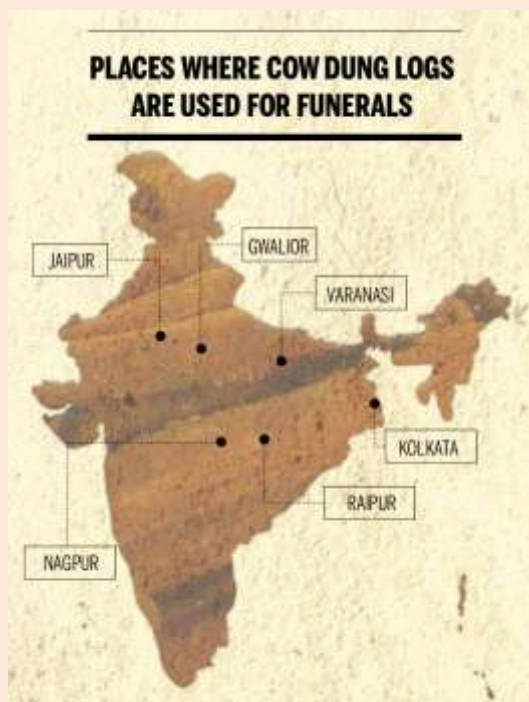 PLACES WHERE COW DUNG LOGS
ARE USED FOR FUNERALS
GWALIOR
JAIPUR
VARANASI
KOLKATA
RAIPUR
NAGPUR